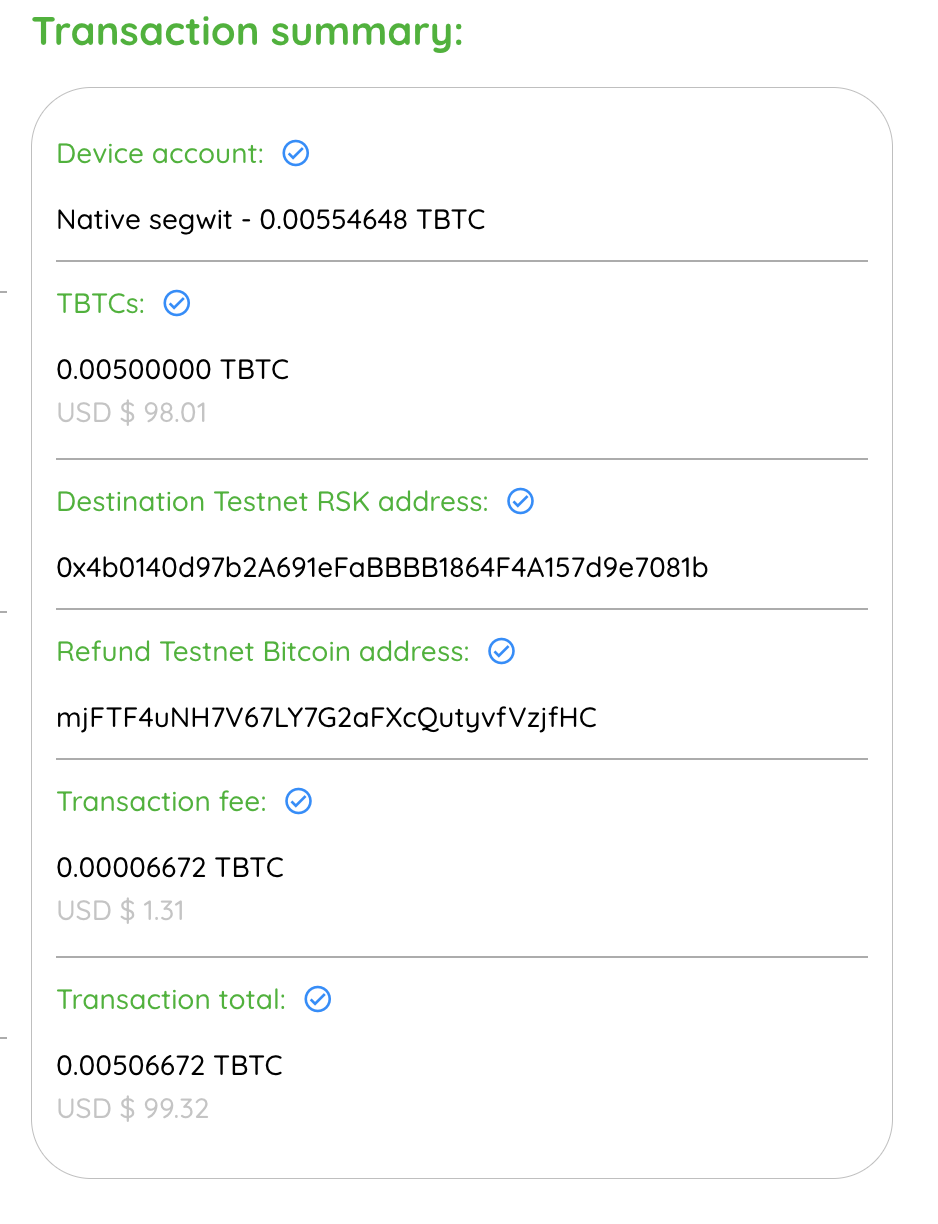 Transaction summary:
Device account:
Native segwit - 0.00554648 TBTC
TBTCs:
0.00500000 TBTC
USD $ 98.01
Destination Testnet RSK address:
0x4b0140d97b2A691eFaBBBB1864F4A157d9e7081b
Refund Testnet Bitcoin address:
mjFTF4uNH7V67LY7G2aFXcQutyvfVzjfHC
Transaction fee:
0.00006672 TBTC
USD $ 1.31
Transaction total:
0.00506672 TBTC
USD $ 99.32